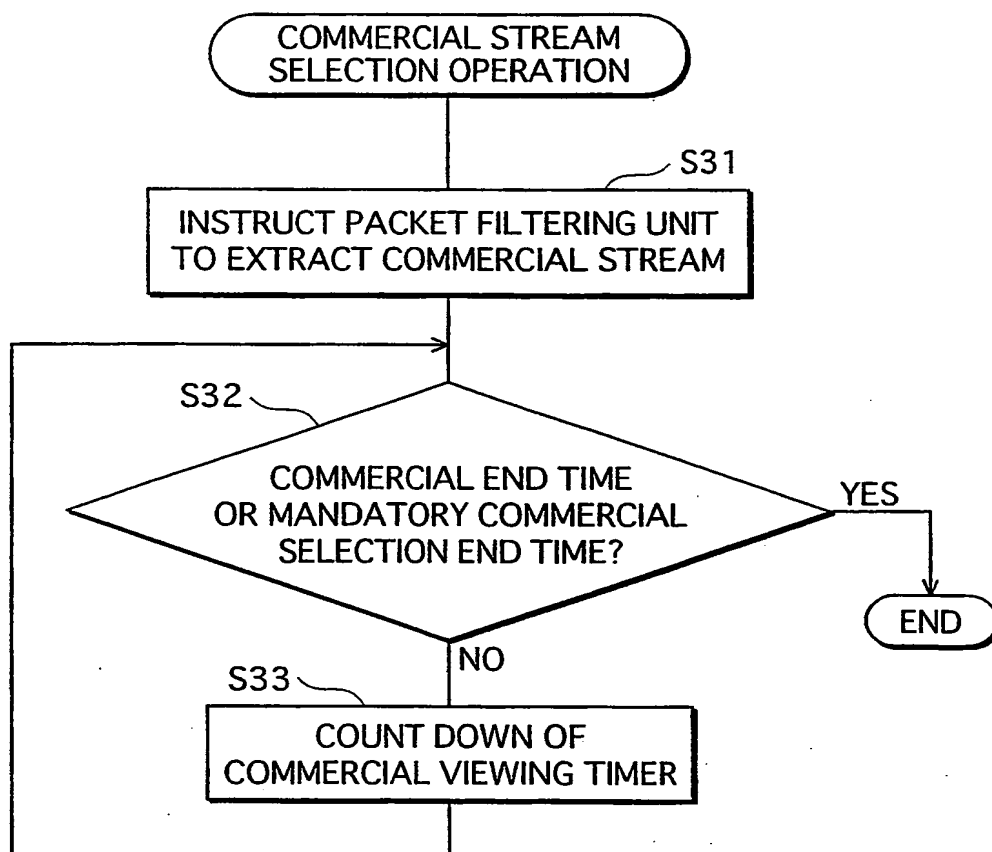 COMMERCIAL STREAM
SELECTION OPERATION
S31
INSTRUCT PACKET FILTERING UNIT
TO EXTRACT COMMERCIAL STREAM
S32
COMMERCIAL END TIME
OR MANDATORY COMMERCIAL
SELECTION END TIME?
YES
END
NO
S33
COUNT DOWN OF
COMMERCIAL VIEWING TIMER